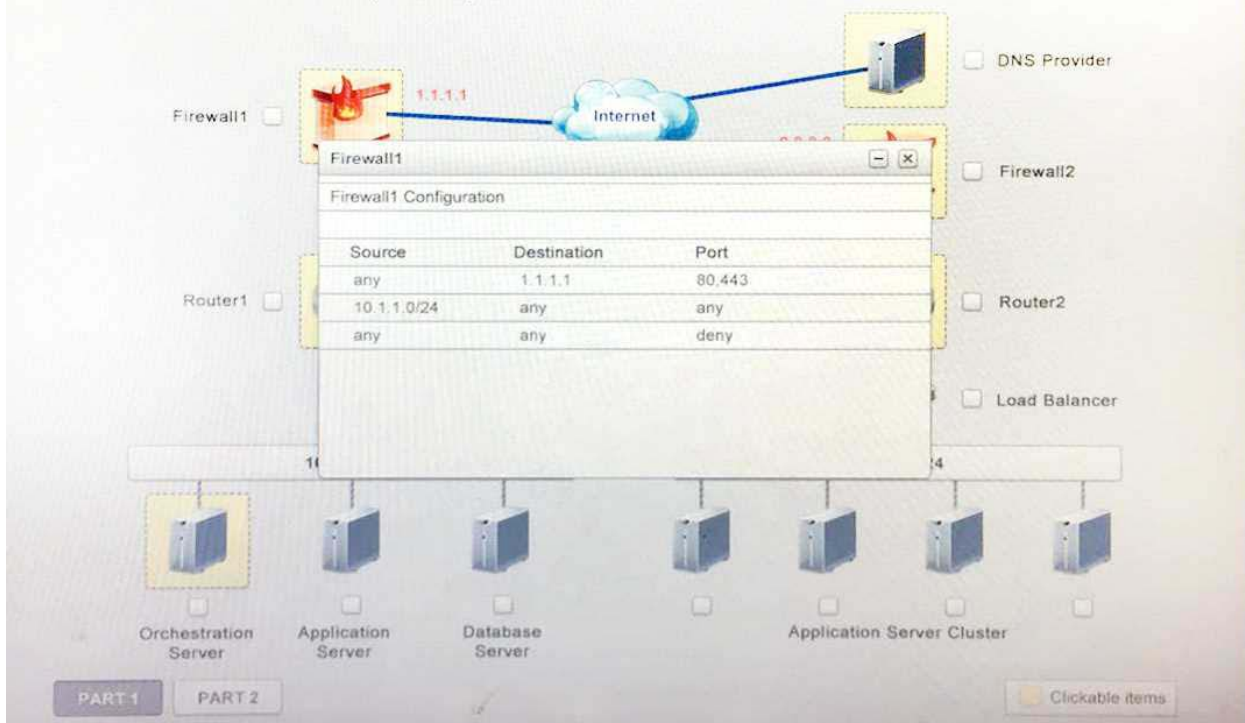 DNS Provider
1.1.1.1
Firewall1
Internet
Firewall1
Firewall2
Firewall1 Configuration
Source Destination Port
any 1.1.1.1 80,443
Router1
10.1.1.0/24 any any
Router2
any any deny
Load Balancer
10
24
Orchestration Server
Application Server
Database Server
Application Server Cluster
PART 1
PART 2
Clickable items